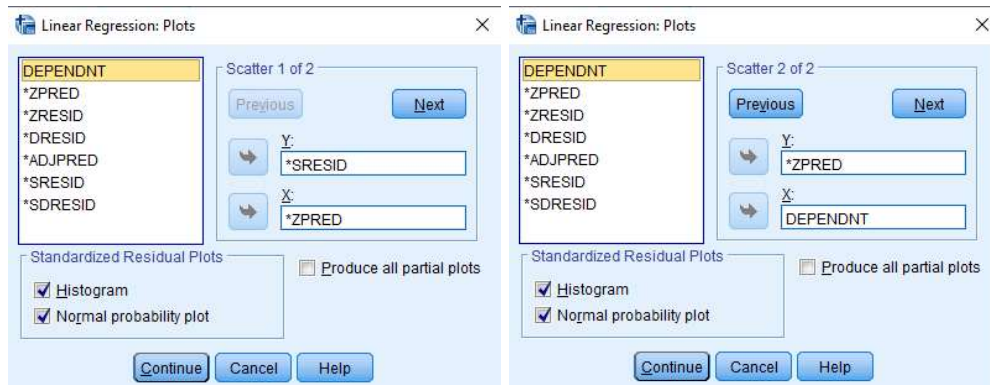 Linear Regression: Plots
DEPENDNT
*ZPRED
*ZRESID
*DRESID
*ADJPRED
*SRESID
*SDRESID
Scatter 1 of 2
Previous
Next
Y:
*SRESID
X:
*ZPRED
Standardized Residual Plots
Histogram
Normal probability plot
Produce all partial plots
Continue
Cancel
Help
Linear Regression: Plots
DEPENDNT
*ZPRED
*ZRESID
*DRESID
*ADJPRED
*SRESID
*SDRESID
Scatter 2 of 2
Previous
Next
Y:
*ZPRED
X:
DEPENDNT
Standardized Residual Plots
Histogram
Normal probability plot
Produce all partial plots
Continue
Cancel
Help